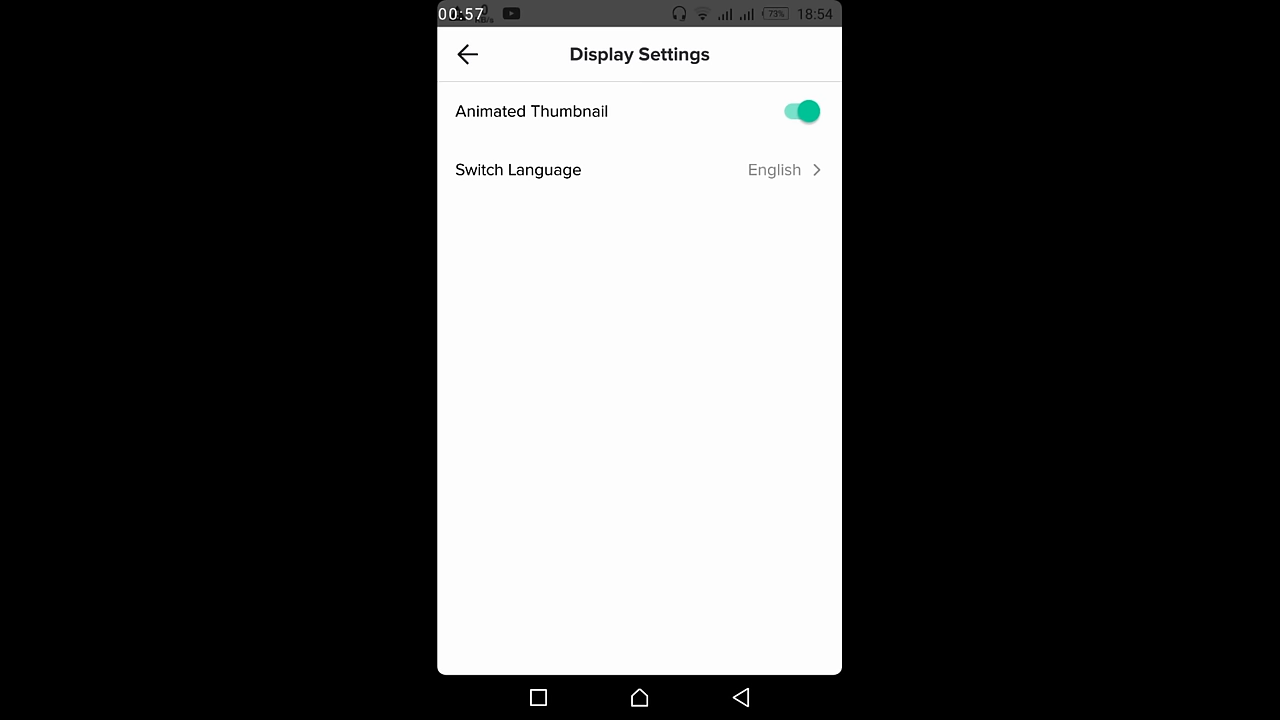 00:57 73% 18:54
Display Settings
Animated Thumbnail
Switch Language English